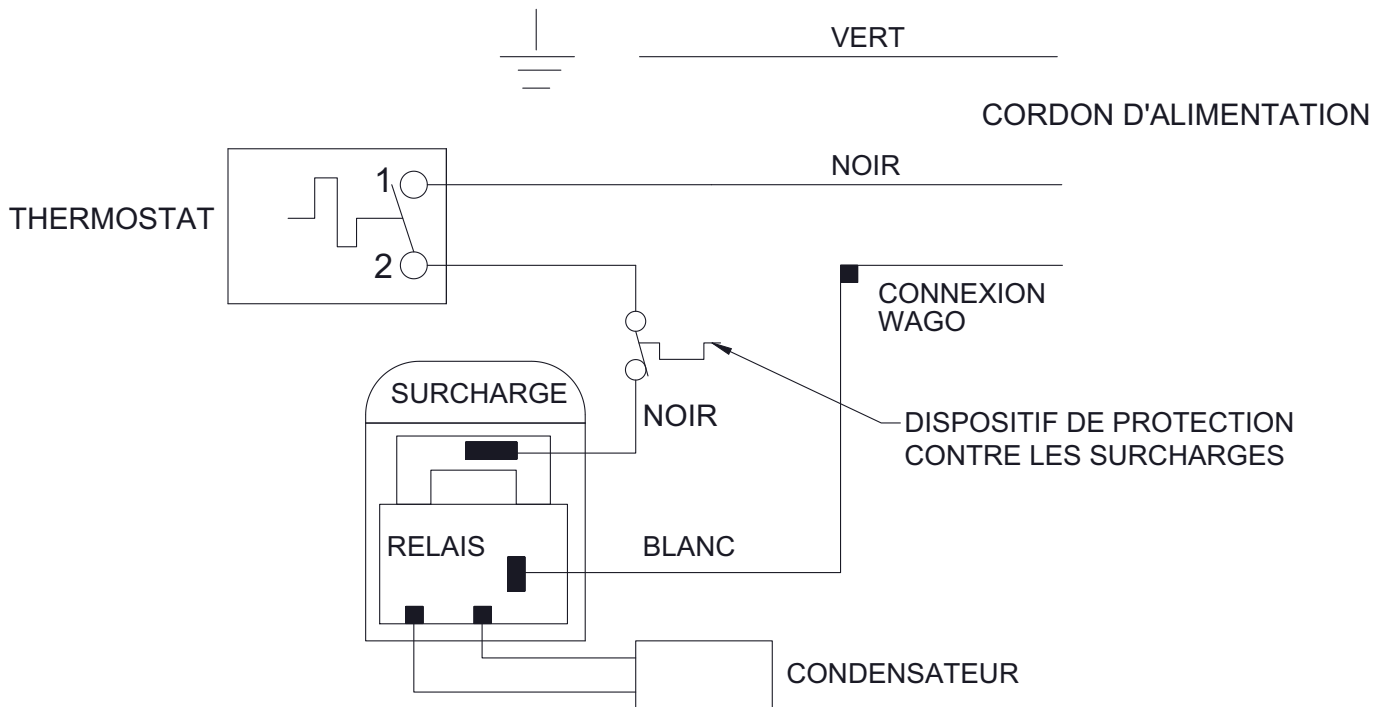 VERT
CORDON D'ALIMENTATION
NOIR
THERMOSTAT
1
2
CONNEXION
WAGO
SURCHARGE
NOIR
DISPOSITIF DE PROTECTION
CONTRE LES SURCHARGES
RELAIS
BLANC
CONDENSATEUR